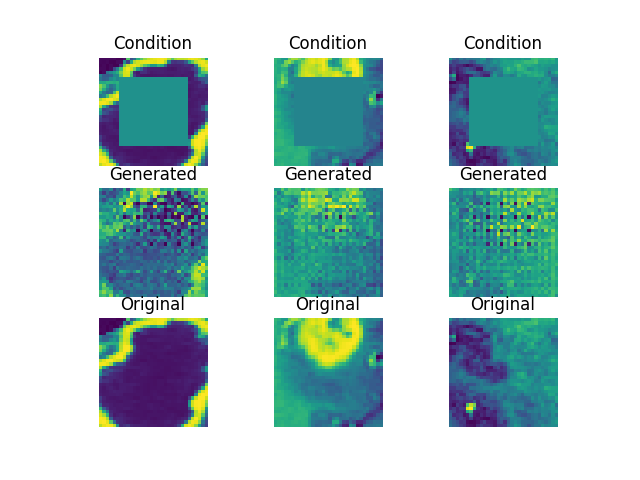 Condition Condition Condition
Generated Generated Generated
Original Original Original